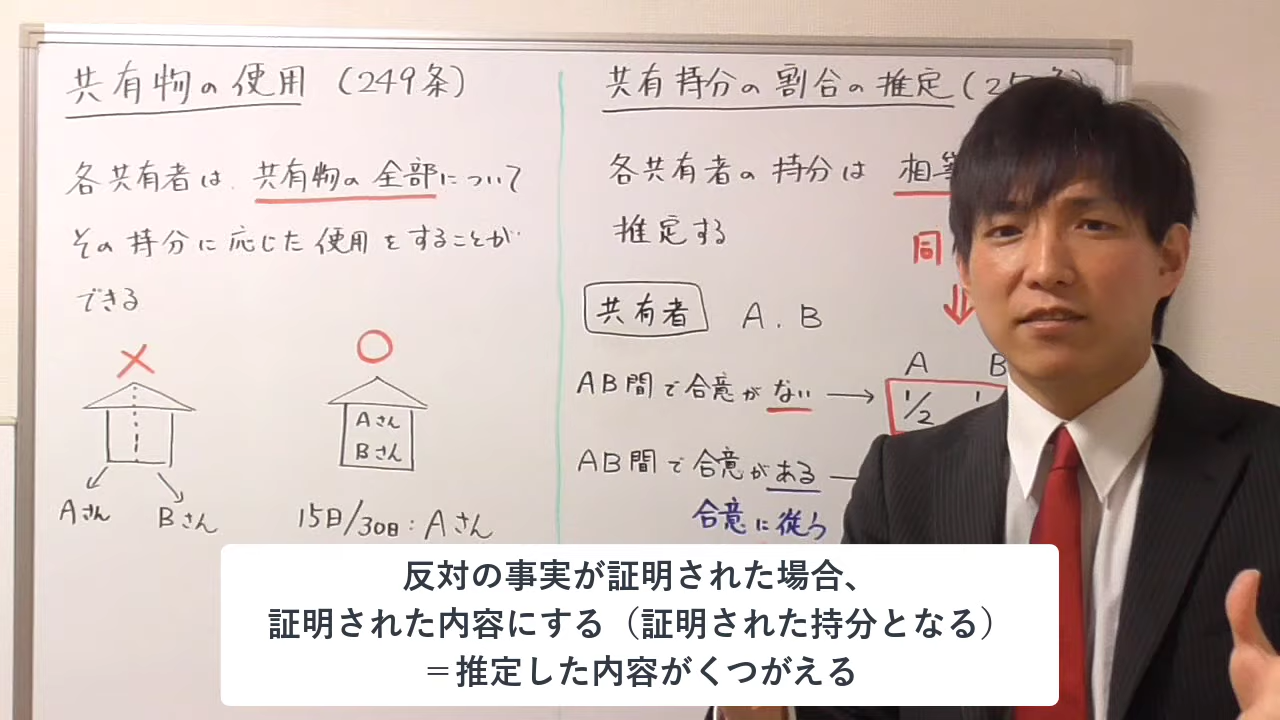 共有物の使用（249条）
各共有者は、共有物の全部について
その持分に応じた使用をすることが
できる
×
○
Aさん
Bさん
Aさん
Bさん
15日/30日：Aさん
共有持分の割合の推定（25
各共有者の持分は 相等
推定する
同
共有者 A．B
A B
AB間で合意がない→ 1/2 1
AB間で合意がある
合意に従う
反対の事実が証明された場合、
証明された内容にする（証明された持分となる）
＝推定した内容がくつがえる